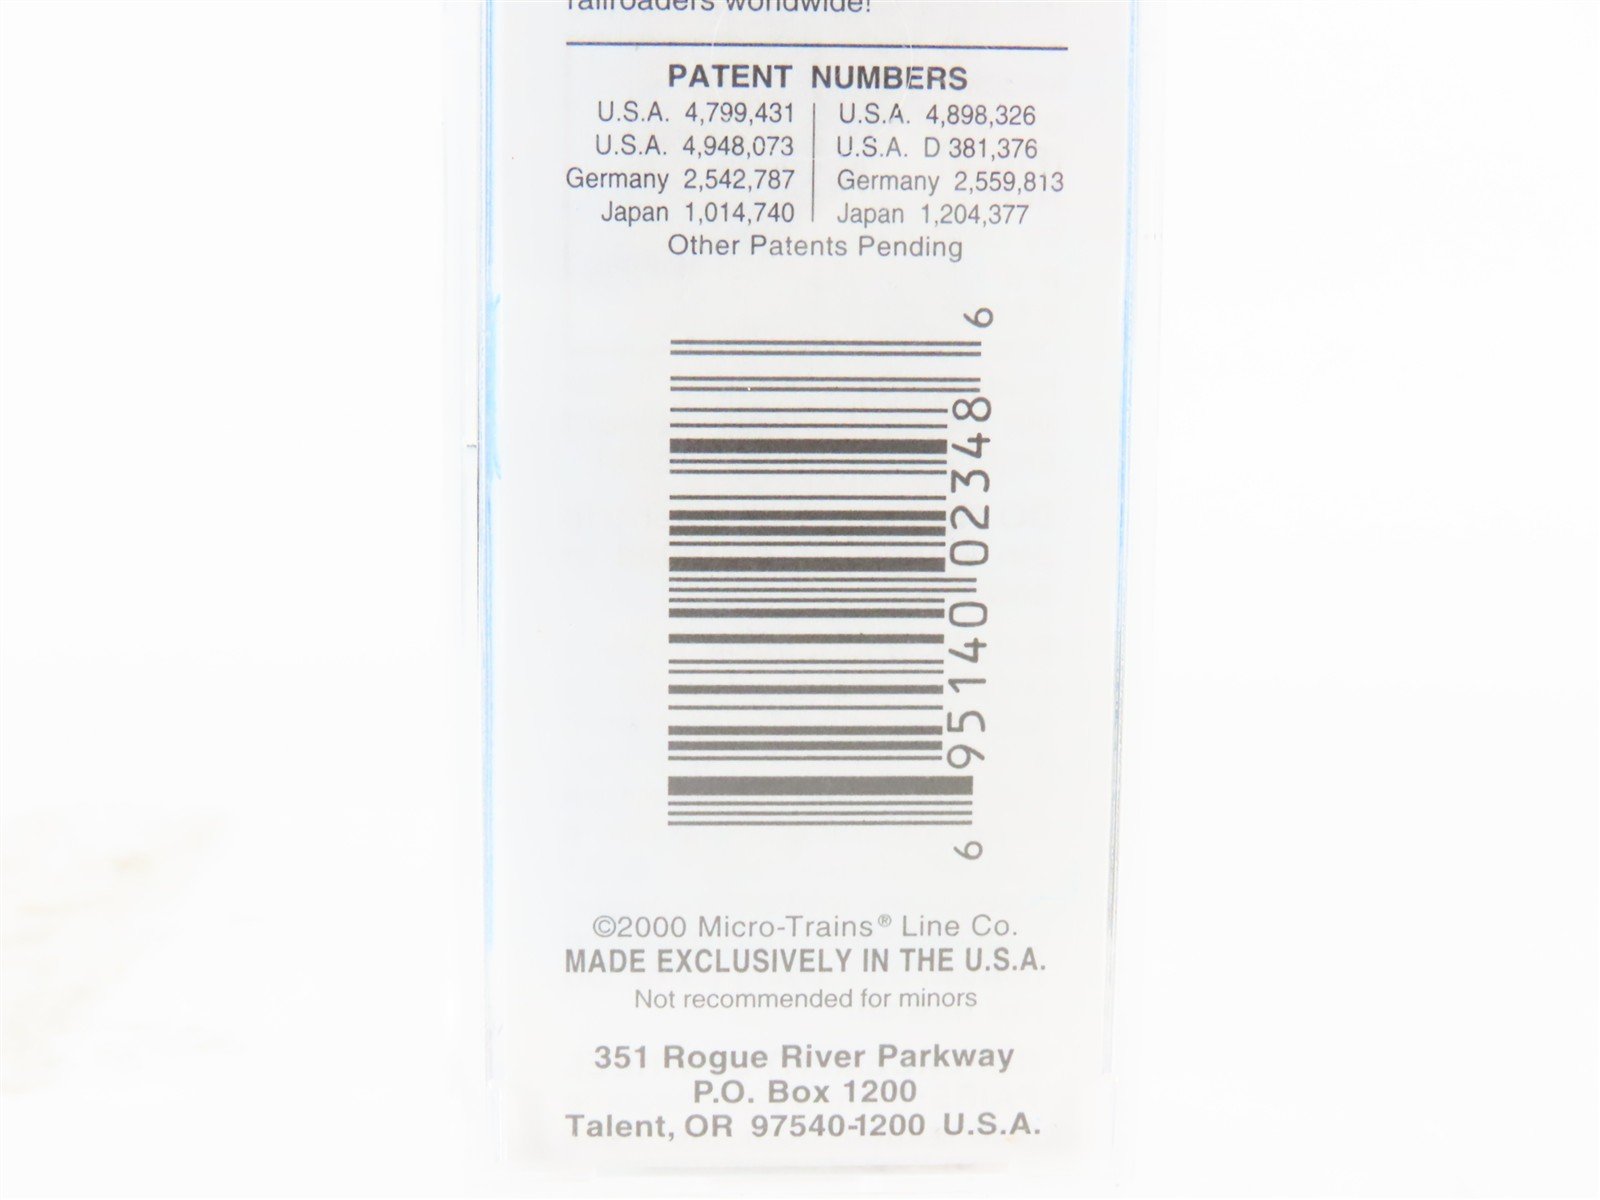 railroaders worldwide!
PATENT NUMBERS
U.S.A. 4,799,431 | U.S.A. 4,898,326
U.S.A. 4,948,073 | U.S.A. D 381,376
Germany 2,542,787 | Germany 2,559,813
Japan 1,014,740 | Japan 1,204,377
Other Patents Pending
6 95140 02348 6
©2000 Micro-Trains® Line Co.
MADE EXCLUSIVELY IN THE U.S.A.
Not recommended for minors
351 Rogue River Parkway
P.O. Box 1200
Talent, OR 97540-1200 U.S.A.